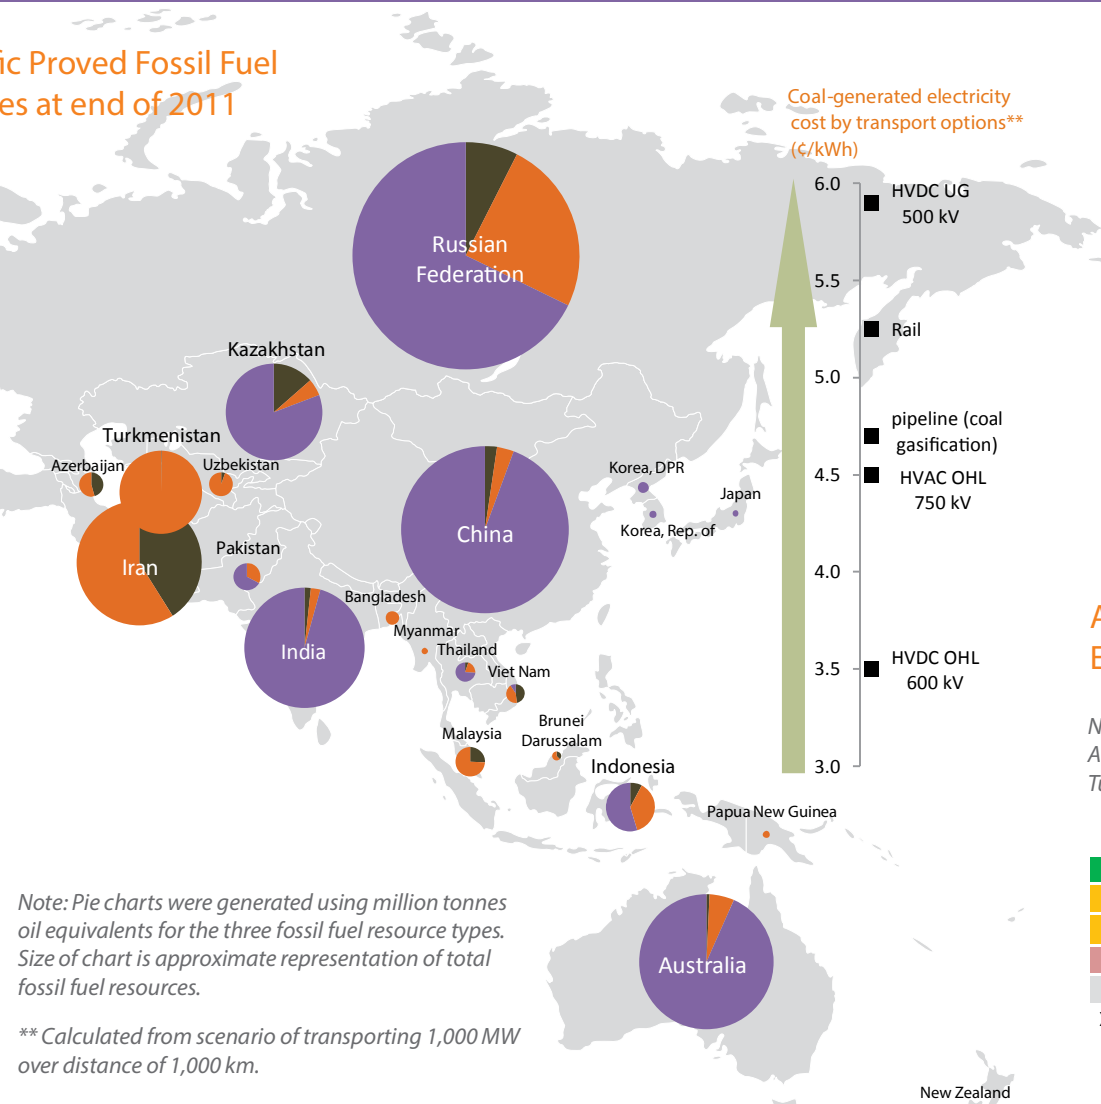 fic Proved Fossil Fuel
es at end of 2011
Coal-generated electricity
cost by transport options**
(¢/kWh)
6.0
HVDC UG
500 kV
5.5
Rail
5.0
pipeline (coal
gasification)
4.5
HVAC OHL
750 kV
4.0
3.5
HVDC OHL
600 kV
3.0
Russian
Federation
Kazakhstan
Turkmenistan
Azerbaijan
Uzbekistan
Iran
Pakistan
China
Korea, DPR
Japan
Korea, Rep. of
India
Bangladesh
Myanmar
Thailand
Viet Nam
Malaysia
Brunei
Darussalam
Indonesia
Papua New Guinea
Australia
New Zealand
Note: Pie charts were generated using million tonnes
oil equivalents for the three fossil fuel resource types.
Size of chart is approximate representation of total
fossil fuel resources.
** Calculated from scenario of transporting 1,000 MW
over distance of 1,000 km.